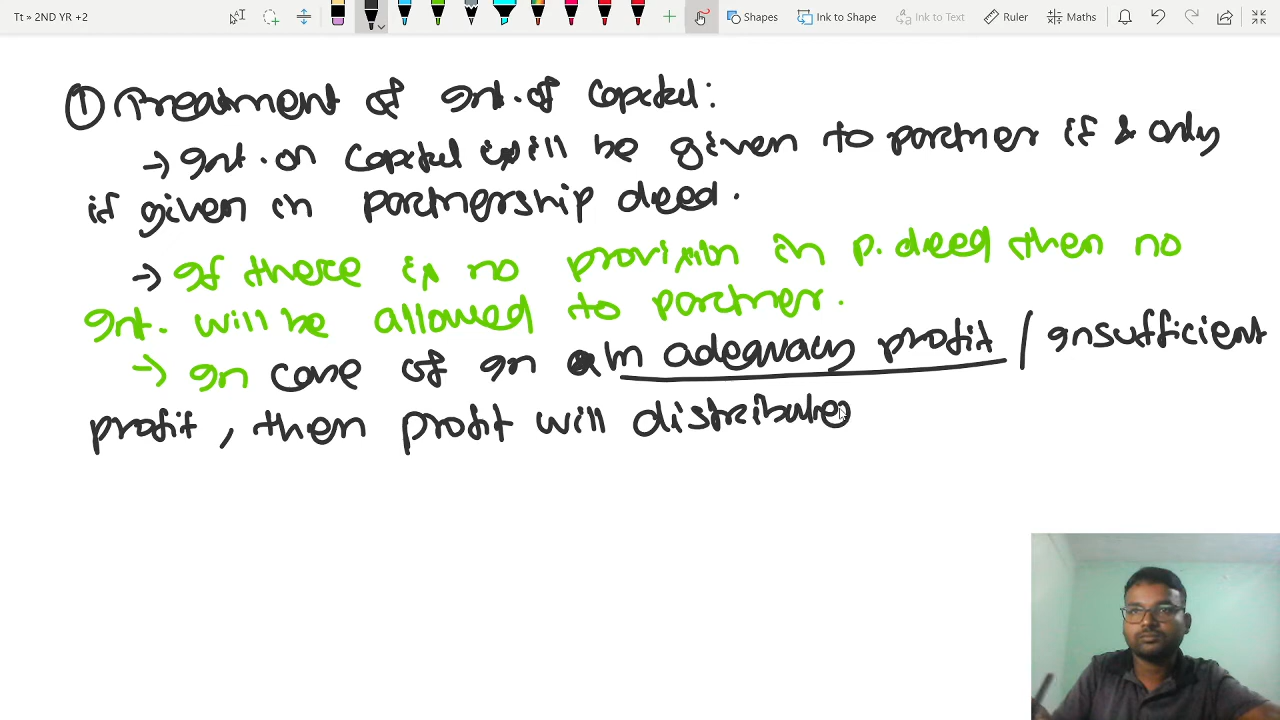 Tt » 2ND YR +2
Shapes Ink to Shape Ink to Text Ruler Maths
① Treatment of Int. of Capital:
→ Int. on Capital will be given to partner if & only
if given in partnership deed.
→ If there is no provision in p. deed then no
Int. will be allowed to partner.
→ In case of In adequacy profit / Insufficient
profit, then profit will distribute